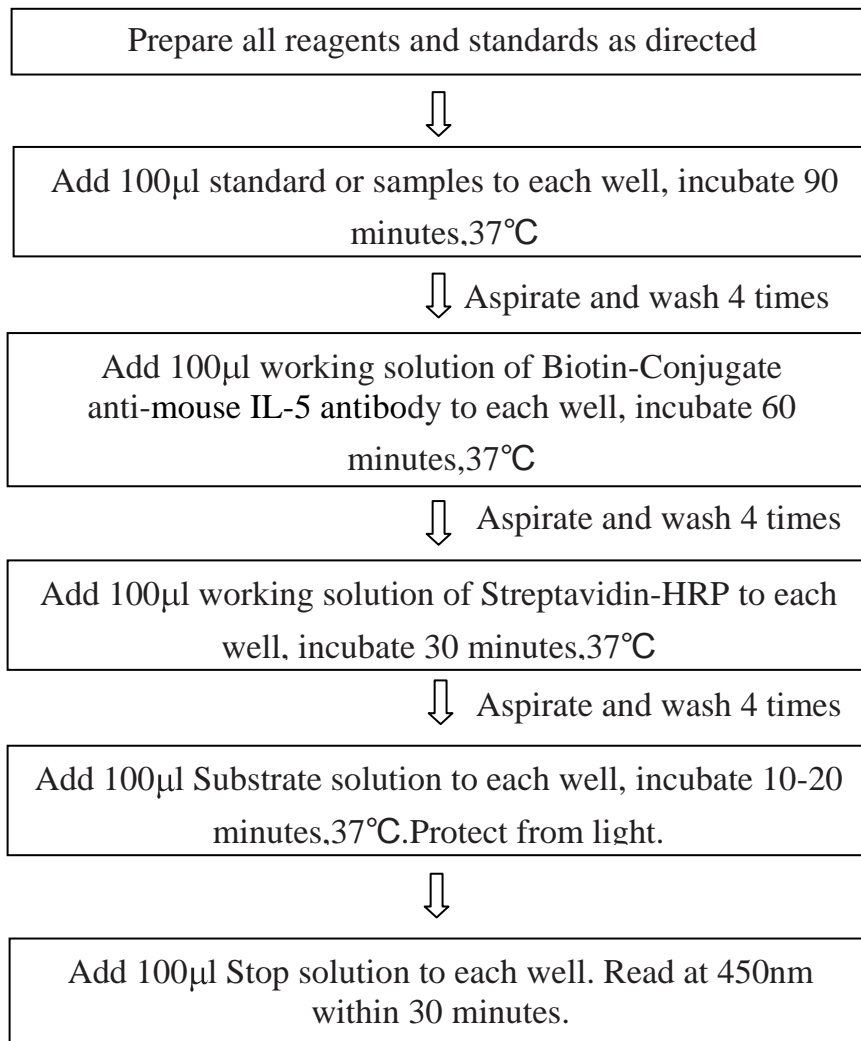 Prepare all reagents and standards as directed
Add 100μl standard or samples to each well, incubate 90
minutes,37℃
Aspirate and wash 4 times
Add 100μl working solution of Biotin-Conjugate
anti-mouse IL-5 antibody to each well, incubate 60
minutes,37℃
Aspirate and wash 4 times
Add 100μl working solution of Streptavidin-HRP to each
well, incubate 30 minutes,37℃
Aspirate and wash 4 times
Add 100μl Substrate solution to each well, incubate 10-20
minutes,37℃.Protect from light.
Add 100μl Stop solution to each well. Read at 450nm
within 30 minutes.